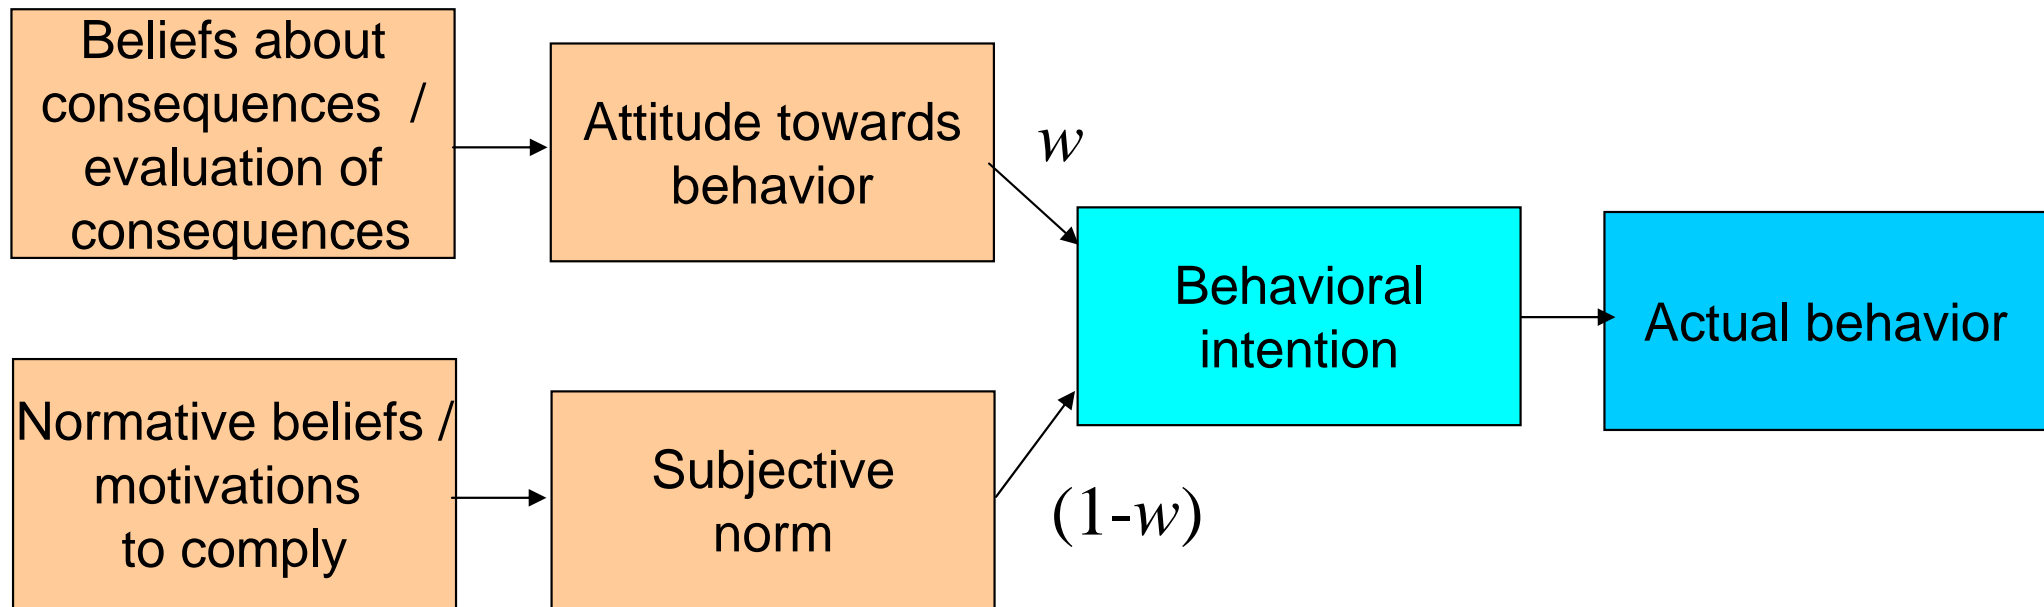 Beliefs about
consequences /
evaluation of
consequences
Attitude towards
behavior
w
Behavioral
intention
Actual behavior
Normative beliefs /
motivations
to comply
Subjective
norm
(1-w)